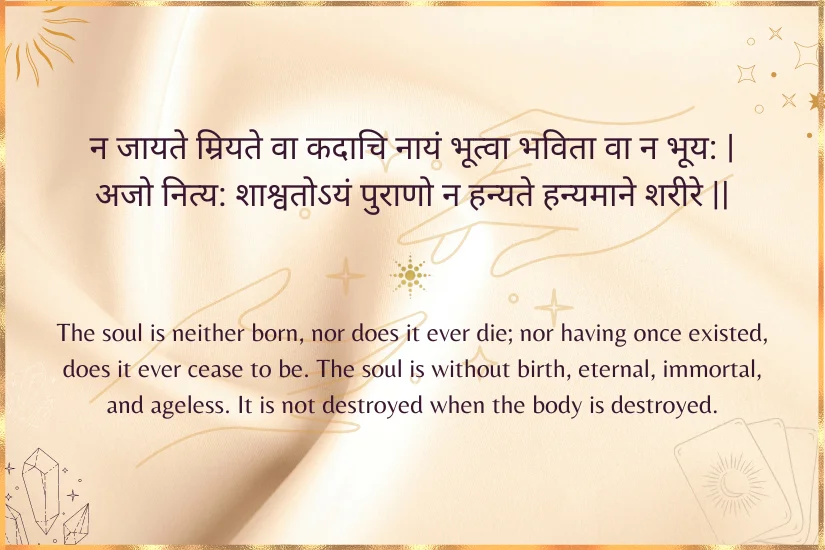 न जायते म्रियते वा कदाचि नायं भूत्वा भविता वा न भूय: |
अजो नित्य: शाश्वतोऽयं पुराणो न हन्यते हन्यमाने शरीरे ||
The soul is neither born, nor does it ever die; nor having once existed,
does it ever cease to be. The soul is without birth, eternal, immortal,
and ageless. It is not destroyed when the body is destroyed.